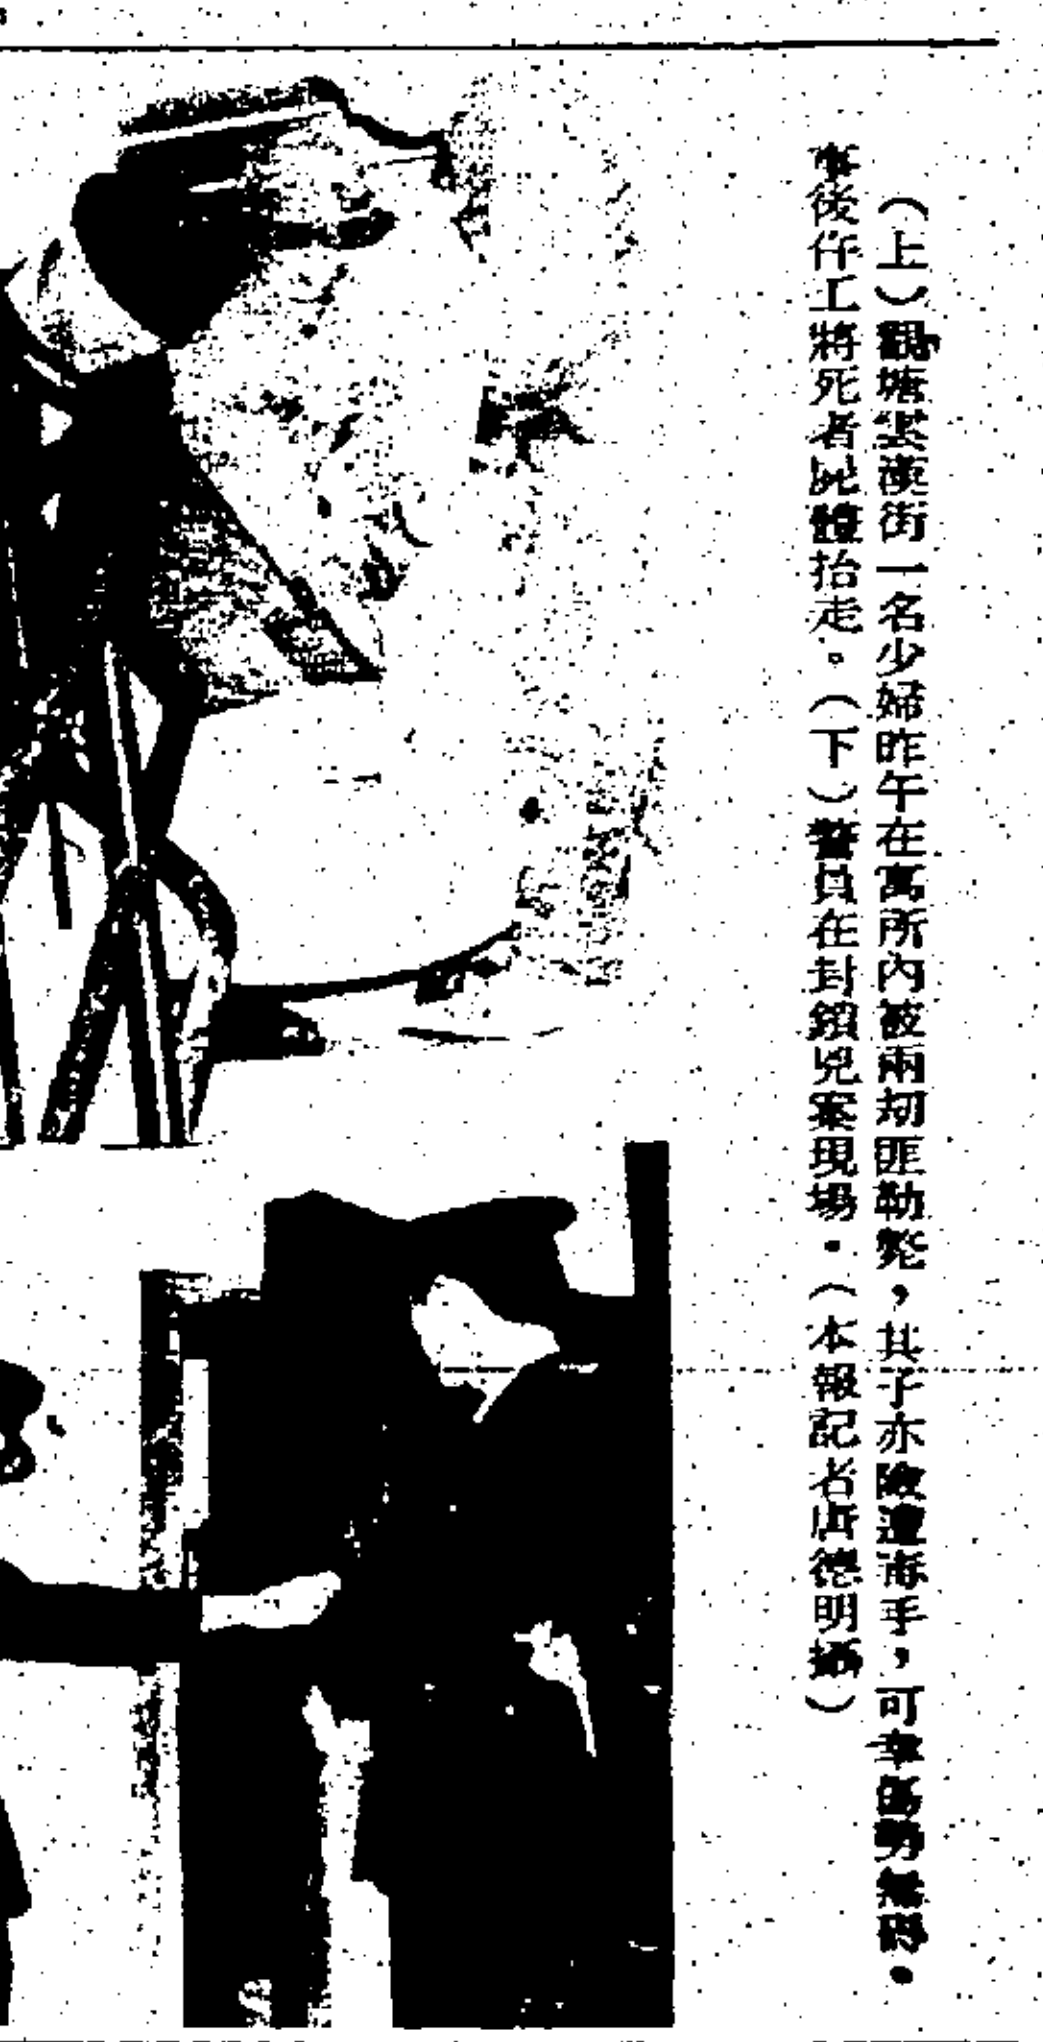 （上）觀塘雲漢街一名少婦昨午在寓所內被兩刼匪勒斃，其子亦險遭毒手，可幸傷勢無碍。
事後仵工將死者屍體抬走。（下）警員在封鎖兇案現場。（本報記者唐德明攝）